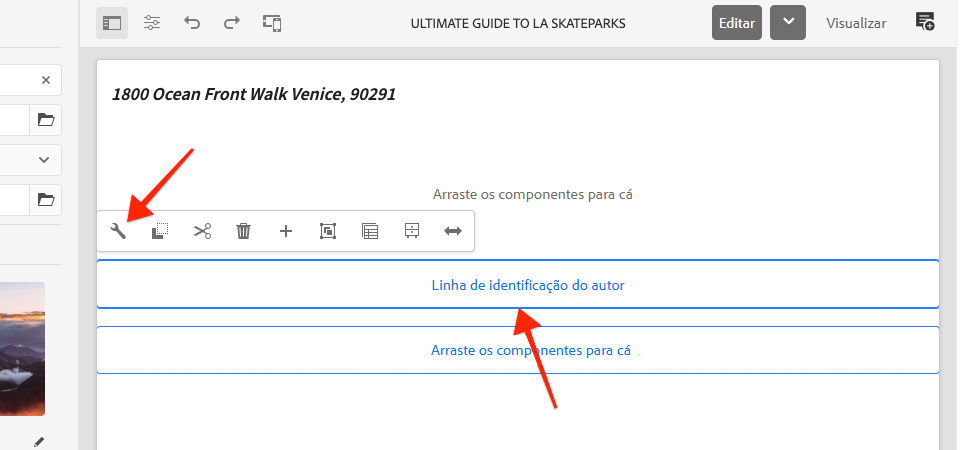 ULTIMATE GUIDE TO LA SKATEPARKS
Editar
Visualizar
1800 Ocean Front Walk Venice, 90291
Arraste os componentes para cá
Linha de identificação do autor
Arraste os componentes para cá